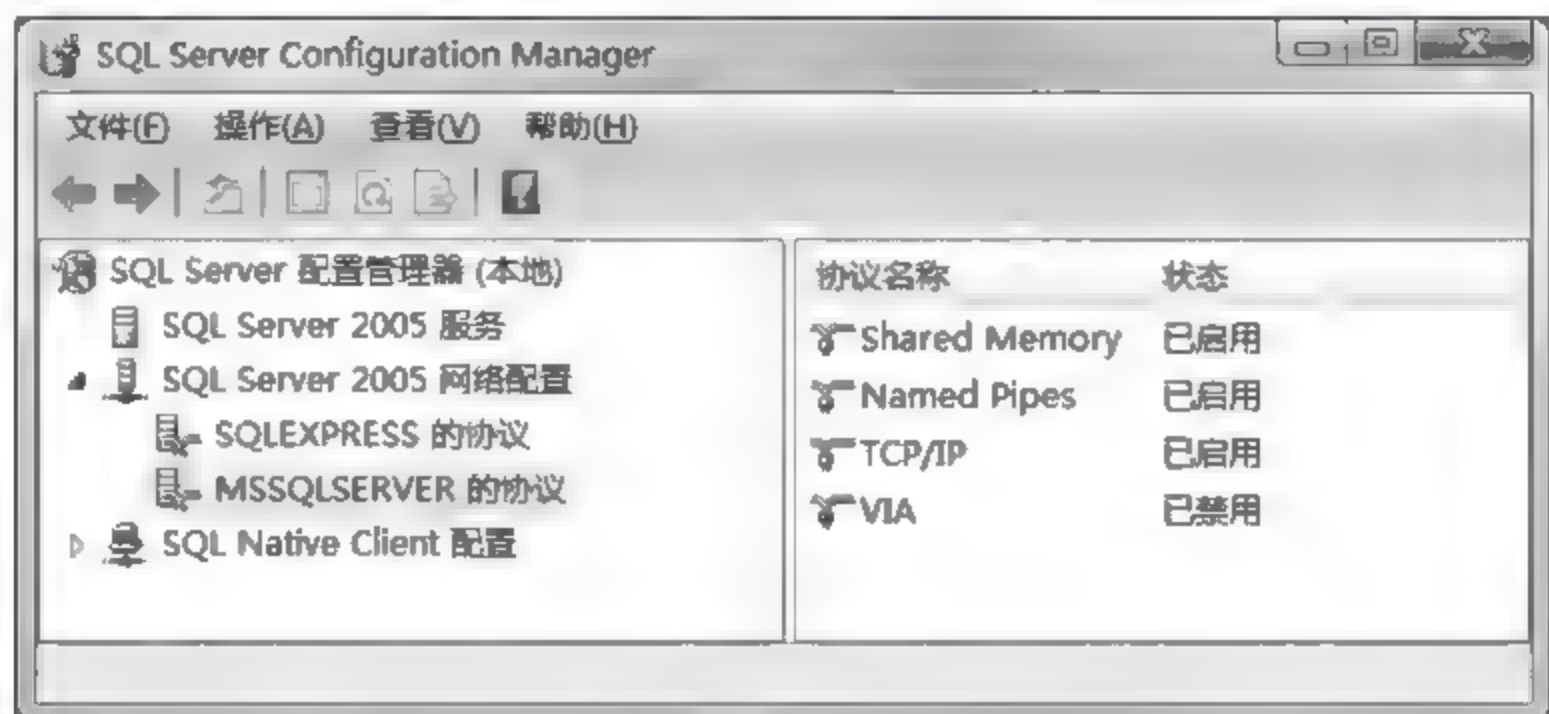 SQL Server Configuration Manager
文件(F) 操作(A) 查看(V) 帮助(H)
SQL Server 配置管理器 (本地)
SQL Server 2005 服务
SQL Server 2005 网络配置
SQLEXPRESS 的协议
MSSQLSERVER 的协议
SQL Native Client 配置
协议名称 状态
Shared Memory 已启用
Named Pipes 已启用
TCP/IP 已启用
VIA 已禁用